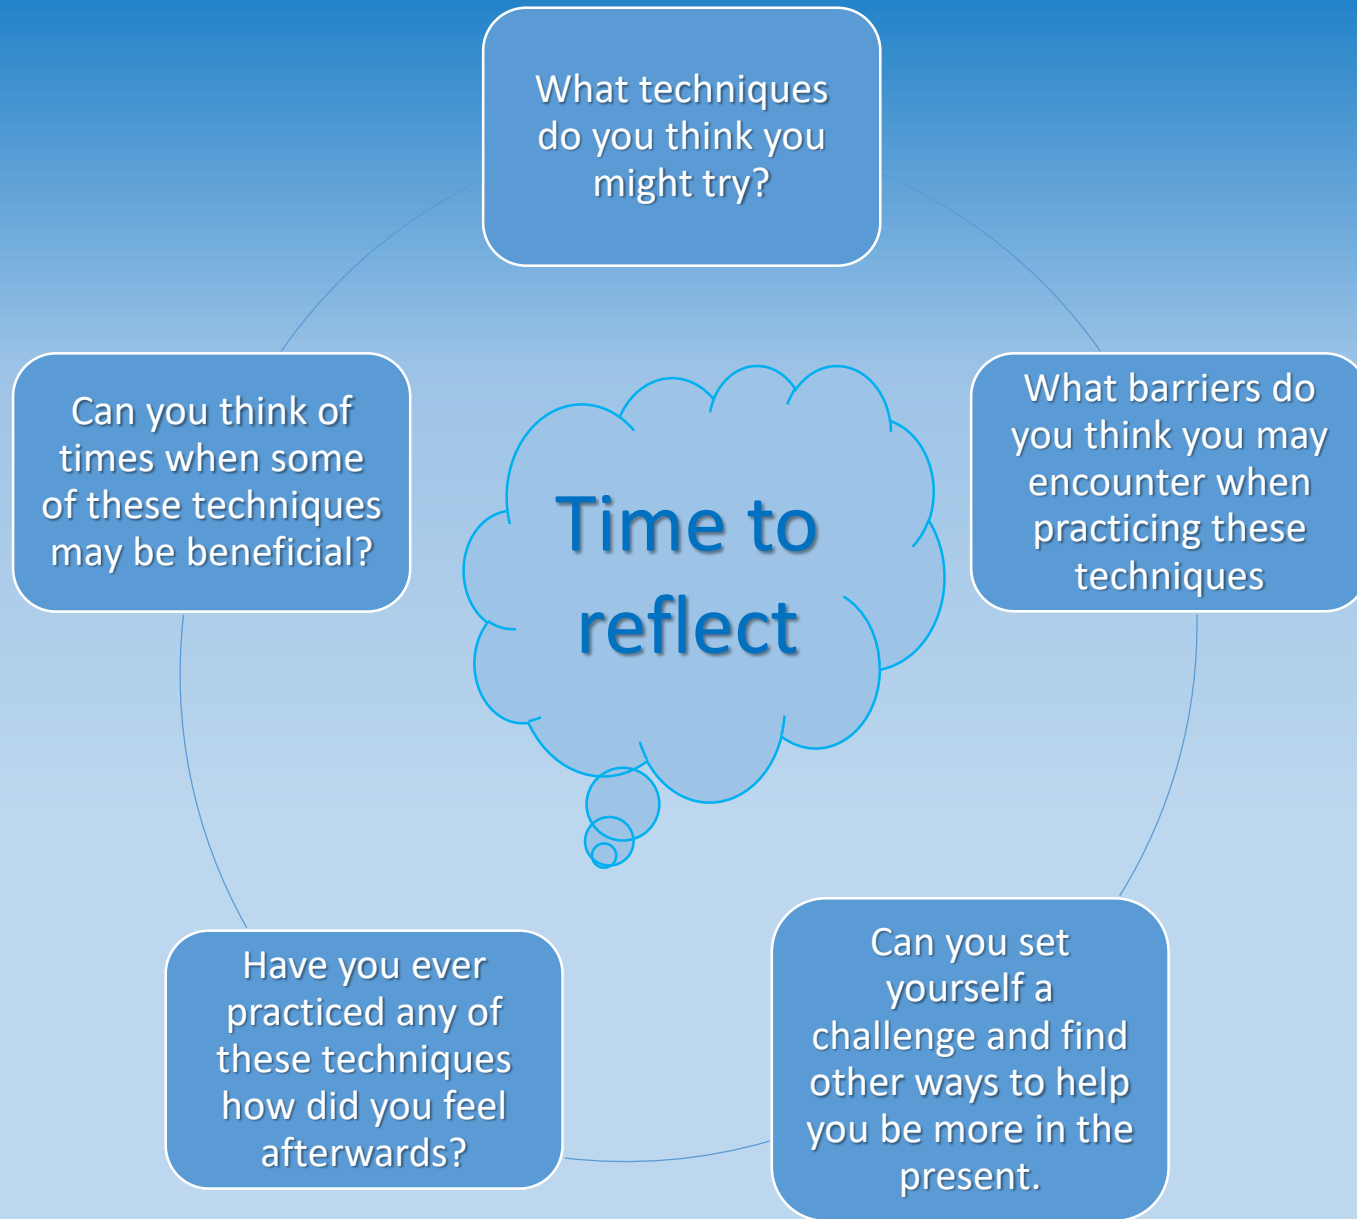 What techniques
do you think you
might try?
What barriers do
you think you may
encounter when
practicing these
techniques
Can you set
yourself a
challenge and find
other ways to help
you be more in the
present.
Have you ever
practiced any of
these techniques
how did you feel
afterwards?
Can you think of
times when some
of these techniques
may be beneficial?
Time to
reflect